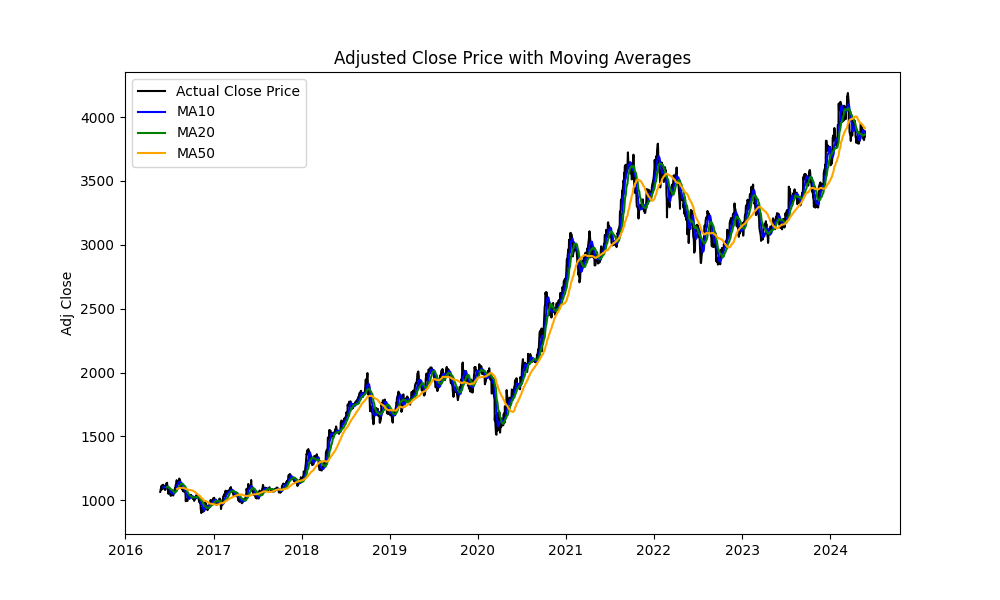 Adjusted Close Price with Moving Averages
Actual Close Price
MA10
MA20
MA50
Adj Close
4000
3500
3000
2500
2000
1500
1000
2016 2017 2018 2019 2020 2021 2022 2023 2024